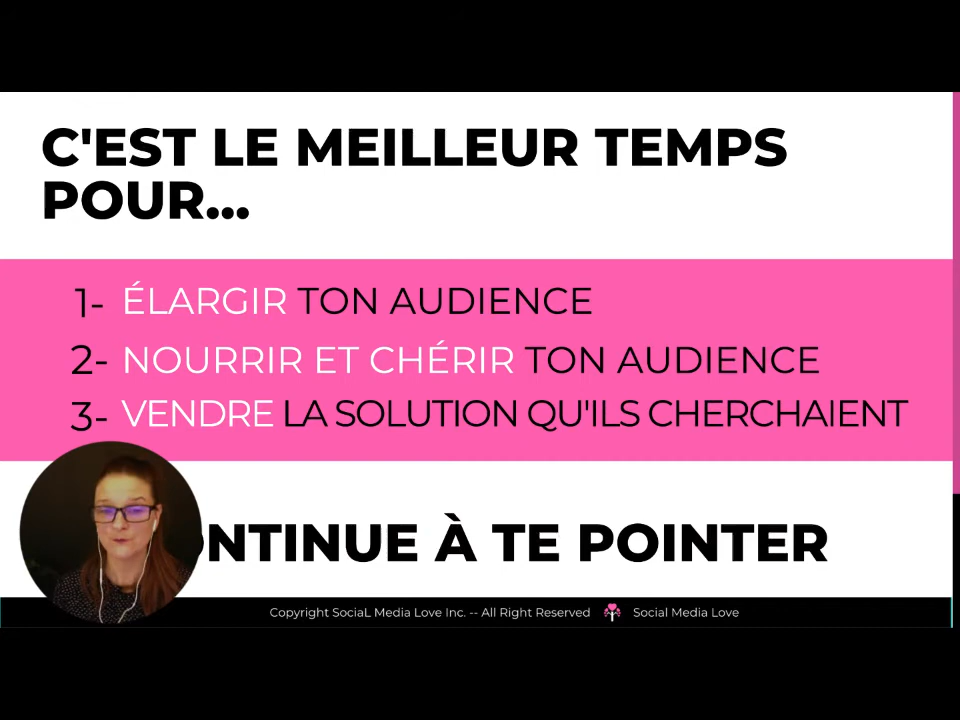 C'EST LE MEILLEUR TEMPS
POUR...
1- ÉLARGIR TON AUDIENCE
2- NOURRIR ET CHÉRIR TON AUDIENCE
3- VENDRE LA SOLUTION QU'ILS CHERCHAIENT
ONTINUE À TE POINTER
Copyright SociaL Media Love Inc. -- All Right Reserved Social Media Love